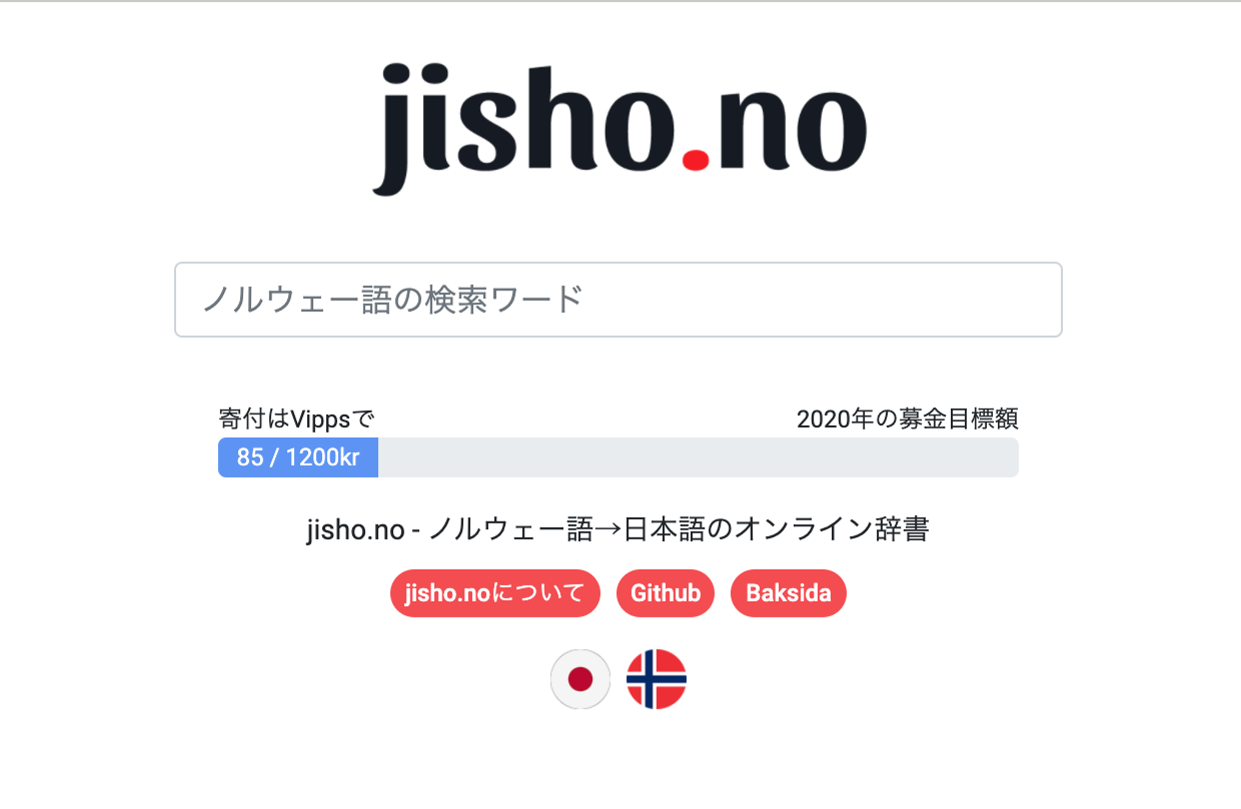 jisho.no
ノルウェー語の検索ワード
寄付はVippsで 2020年の募金目標額
85 / 1200kr
jisho.no - ノルウェー語→日本語のオンライン辞書
jisho.noについて Github Baksida